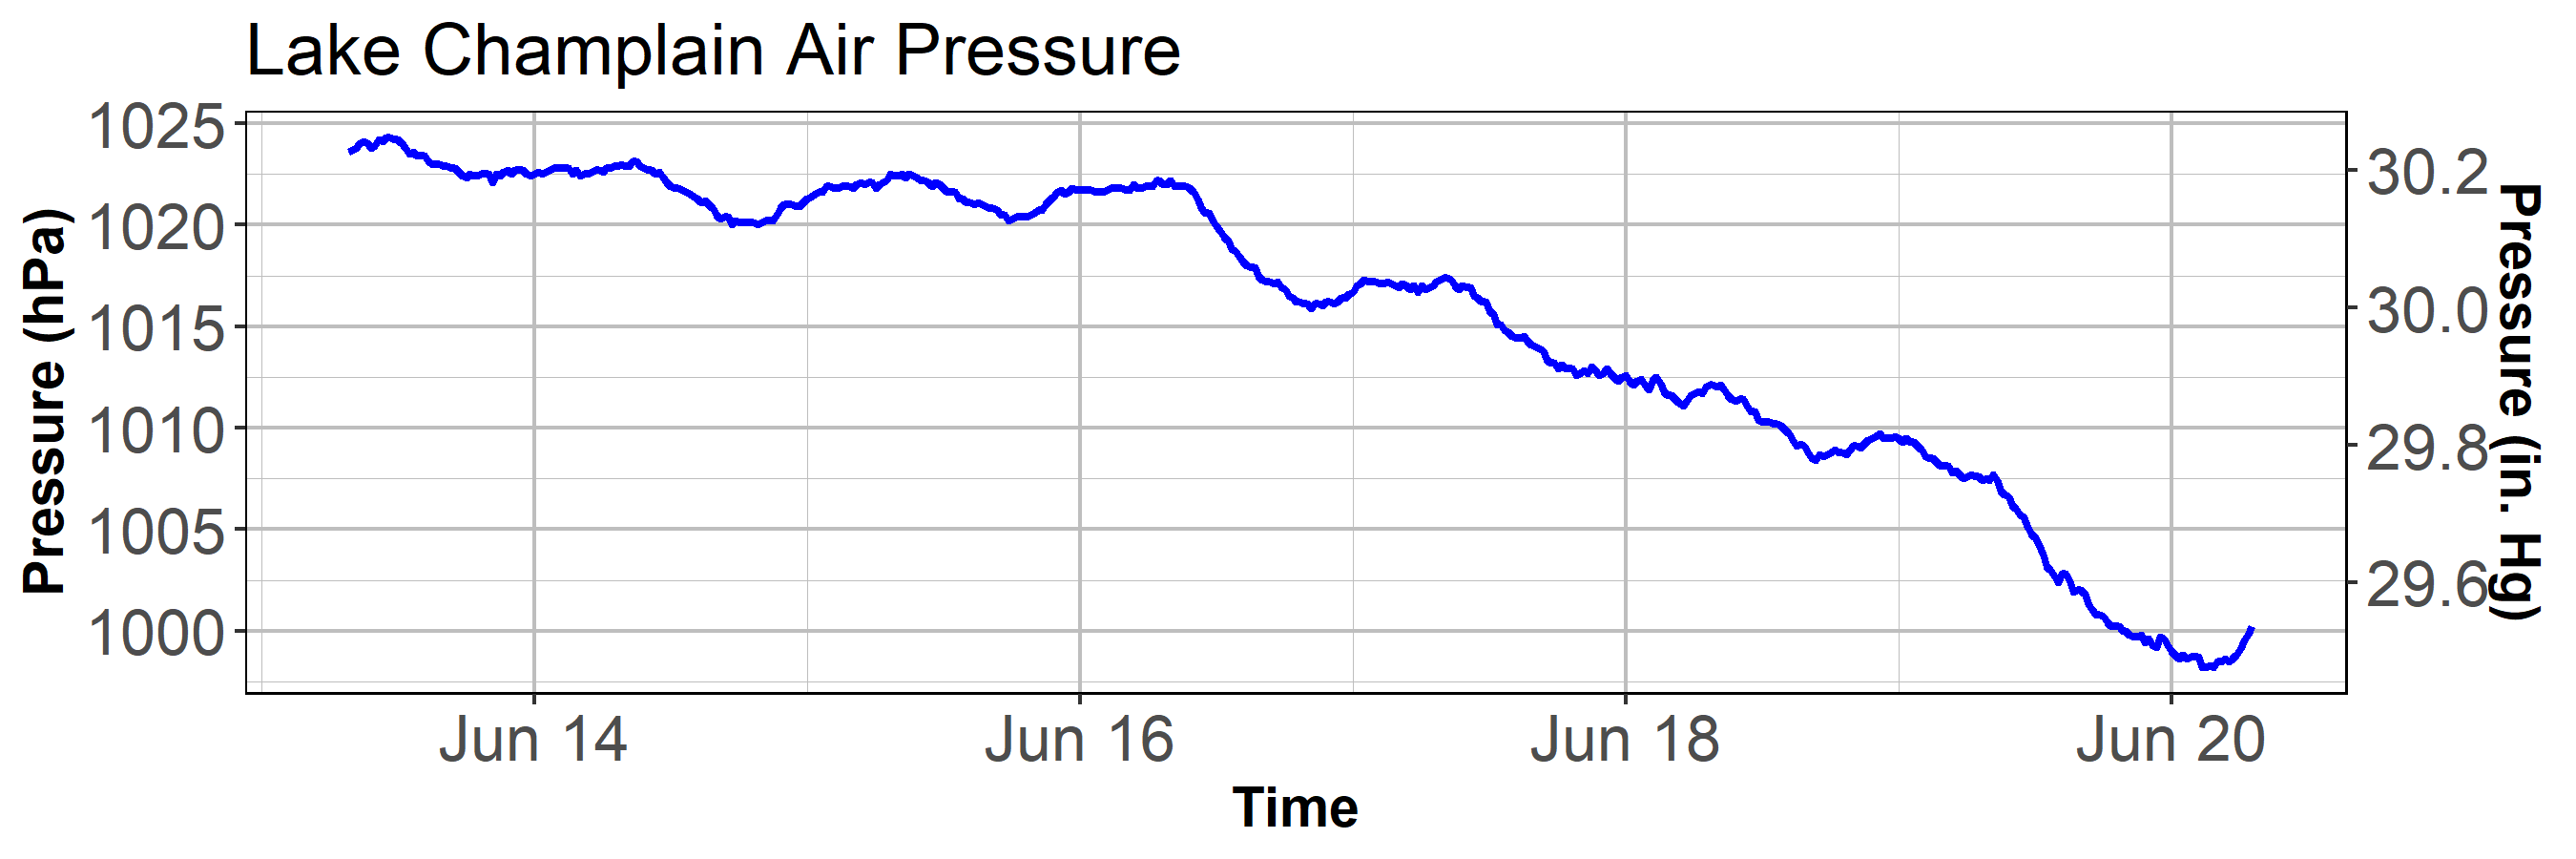 Lake Champlain Air Pressure
1025
1020
1015
1010
1005
1000
Pressure (hPa)
30.2
30.0
29.8
29.6
Pressure (in. Hg)
Jun 14
Jun 16
Jun 18
Jun 20
Time